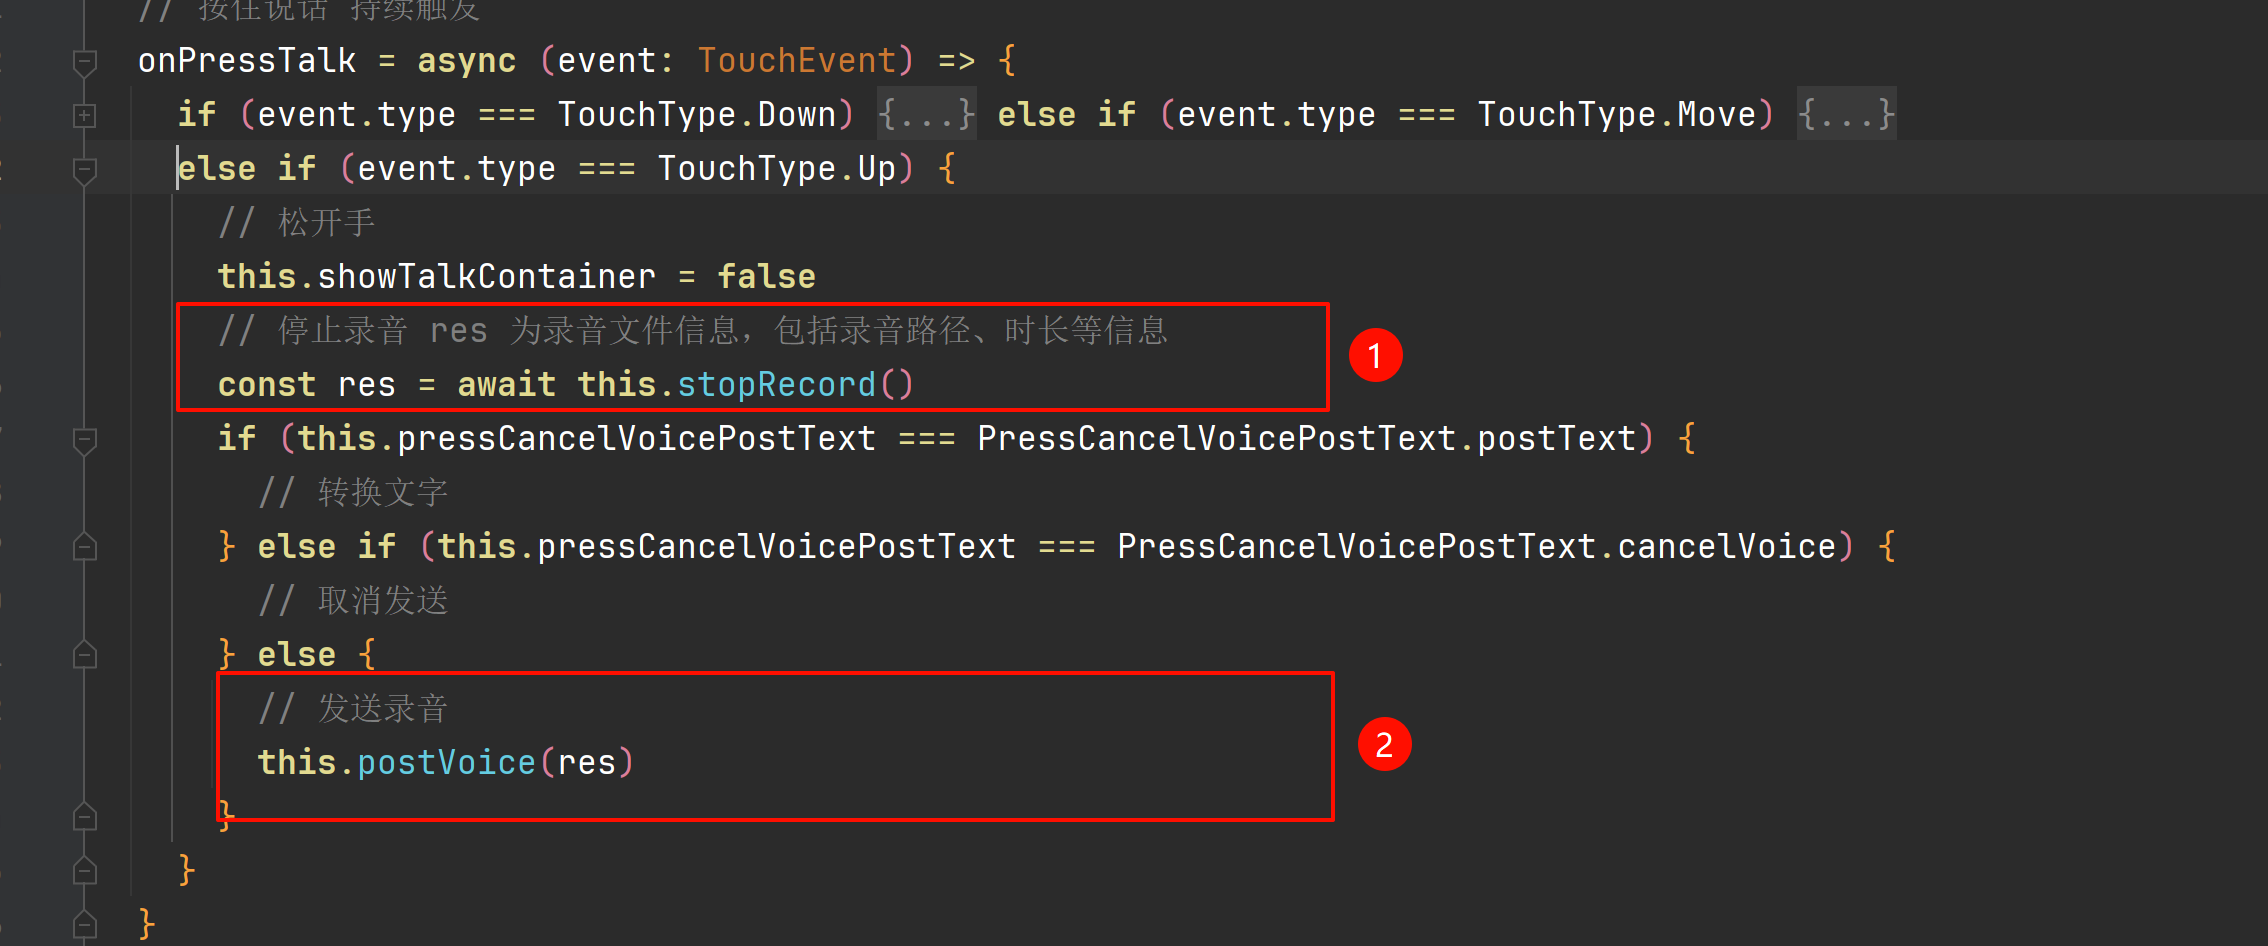 // 按住说话 持续触发
onPressTalk = async (event: TouchEvent) => {
if (event.type === TouchType.Down) {...} else if (event.type === TouchType.Move) {...}
else if (event.type === TouchType.Up) {
// 松开手
this.showTalkContainer = false
// 停止录音 res 为录音文件信息，包括录音路径、时长等信息
const res = await this.stopRecord()
1
if (this.pressCancelVoicePostText === PressCancelVoicePostText.postText) {
// 转换文字
} else if (this.pressCancelVoicePostText === PressCancelVoicePostText.cancelVoice) {
// 取消发送
} else {
// 发送录音
this.postVoice(res)
2
}
}
}